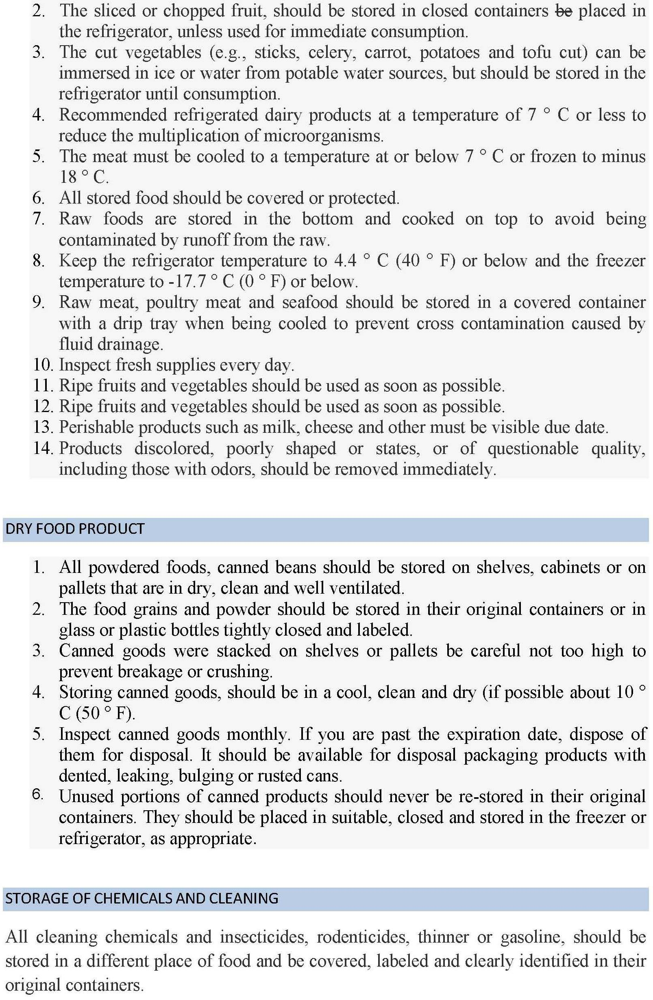 2. The sliced or chopped fruit, should be stored in closed containers be placed in
the refrigerator, unless used for immediate consumption.
3. The cut vegetables (e.g., sticks, celery, carrot, potatoes and tofu cut) can be
immersed in ice or water from potable water sources, but should be stored in the
refrigerator until consumption.
4. Recommended refrigerated dairy products at a temperature of 7 ° C or less to
reduce the multiplication of microorganisms.
5. The meat must be cooled to a temperature at or below 7 ° C or frozen to minus
18 ° C.
6. All stored food should be covered or protected.
7. Raw foods are stored in the bottom and cooked on top to avoid being
contaminated by runoff from the raw.
8. Keep the refrigerator temperature to 4.4 ° C (40 ° F) or below and the freezer
temperature to -17.7 ° C (0 ° F) or below.
9. Raw meat, poultry meat and seafood should be stored in a covered container
with a drip tray when being cooled to prevent cross contamination caused by
fluid drainage.
10. Inspect fresh supplies every day.
11. Ripe fruits and vegetables should be used as soon as possible.
12. Ripe fruits and vegetables should be used as soon as possible.
13. Perishable products such as milk, cheese and other must be visible due date.
14. Products discolored, poorly shaped or states, or of questionable quality,
including those with odors, should be removed immediately.
DRY FOOD PRODUCT
1. All powdered foods, canned beans should be stored on shelves, cabinets or on
pallets that are in dry, clean and well ventilated.
2. The food grains and powder should be stored in their original containers or in
glass or plastic bottles tightly closed and labeled.
3. Canned goods were stacked on shelves or pallets be careful not too high to
prevent breakage or crushing.
4. Storing canned goods, should be in a cool, clean and dry (if possible about 10 °
C (50 ° F).
5. Inspect canned goods monthly. If you are past the expiration date, dispose of
them for disposal. It should be available for disposal packaging products with
dented, leaking, bulging or rusted cans.
6. Unused portions of canned products should never be re-stored in their original
containers. They should be placed in suitable, closed and stored in the freezer or
refrigerator, as appropriate.
STORAGE OF CHEMICALS AND CLEANING
All cleaning chemicals and insecticides, rodenticides, thinner or gasoline, should be
stored in a different place of food and be covered, labeled and clearly identified in their
original containers.